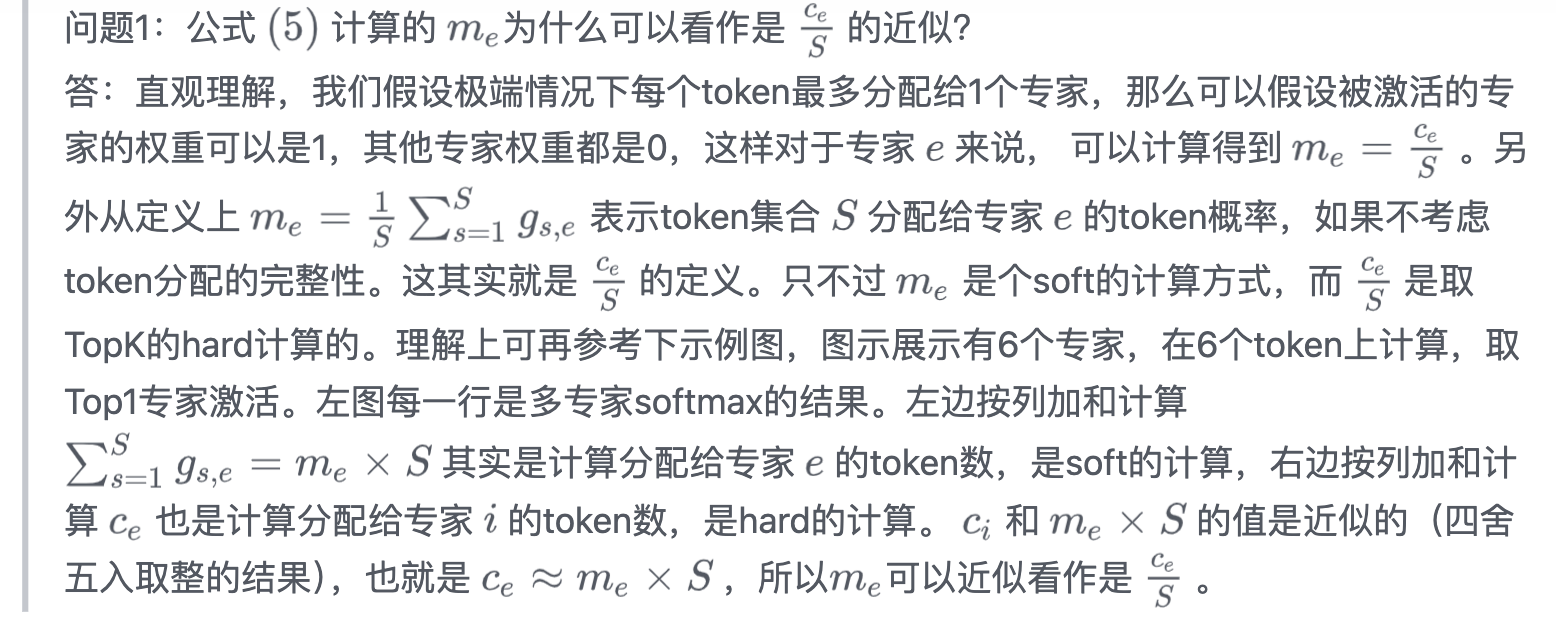 问题1：公式 (5) 计算的 $m_e$为什么可以看作是 $\frac{c_e}{S}$ 的近似?
答：直观理解，我们假设极端情况下每个token最多分配给1个专家，那么可以假设被激活的专
家的权重可以是1，其他专家权重都是0，这样对于专家 $e$ 来说， 可以计算得到 $m_e = \frac{c_e}{S}$ 。另
外从定义上 $m_e = \frac{1}{S} \sum_{s=1}^{S} g_{s,e}$ 表示token集合 $S$ 分配给专家 $e$ 的token概率，如果不考虑
token分配的完整性。这其实就是 $\frac{c_e}{S}$ 的定义。只不过 $m_e$ 是个soft的计算方式，而 $\frac{c_e}{S}$ 是取
TopK的hard计算的。理解上可再参考下示例图，图示展示有6个专家，在6个token上计算，取
Top1专家激活。左图每一行是多专家softmax的结果。左边按列加和计算
$\sum_{s=1}^{S} g_{s,e} = m_e \times S$ 其实是计算分配给专家 $e$ 的token数，是soft的计算，右边按列加和计
算 $c_e$ 也是计算分配给专家 $i$ 的token数，是hard的计算。 $c_i$ 和 $m_e \times S$ 的值是近似的（四舍
五入取整的结果），也就是 $c_e \approx m_e \times S$ ，所以$m_e$可以近似看作是 $\frac{c_e}{S}$ 。